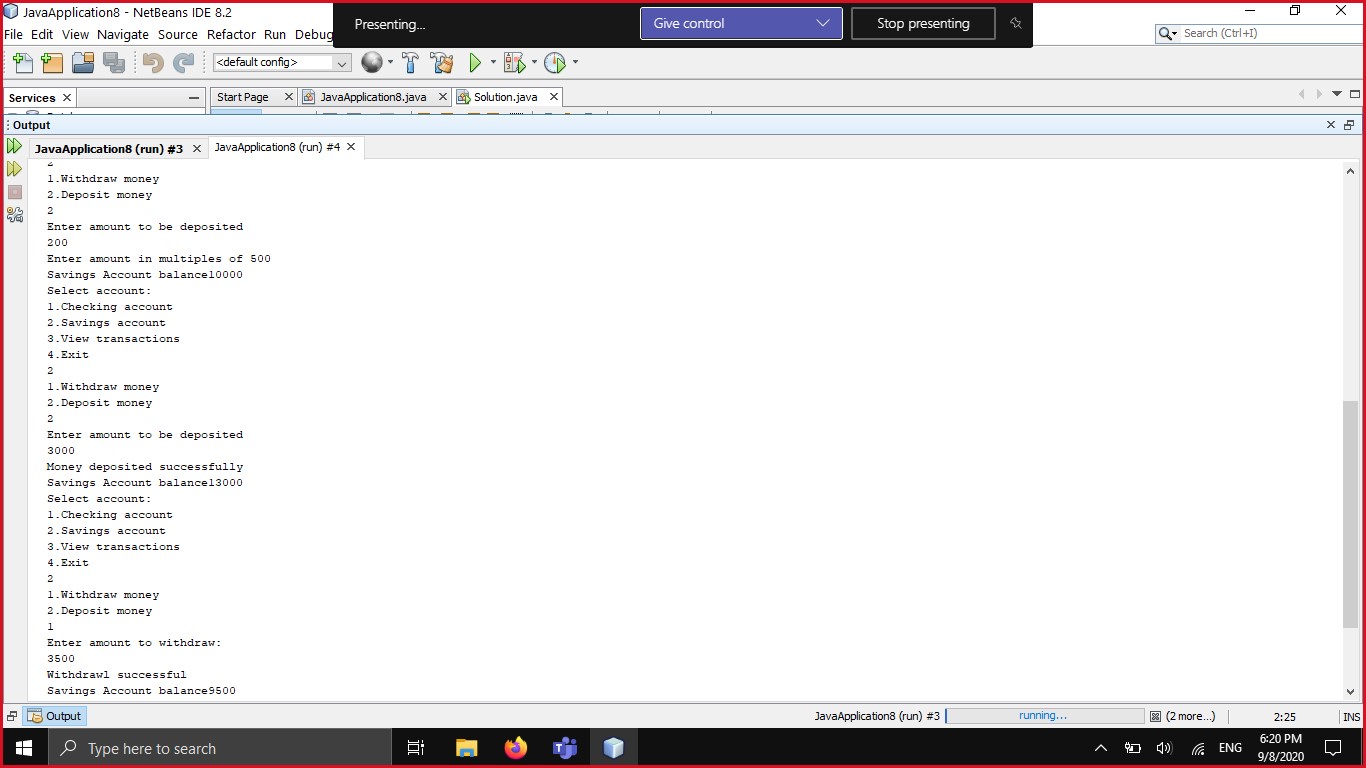 JavaApplication8 - NetBeans IDE 8.2
Presenting...
Give control
Stop presenting
File Edit View Navigate Source Refactor Run Debug
Search (Ctrl+I)
<default config>
Services
Start Page
JavaApplication8.java
Solution.java
Output
JavaApplication8 (run) #3
JavaApplication8 (run) #4
2
1.Withdraw money
2.Deposit money
2
Enter amount to be deposited
200
Enter amount in multiples of 500
Savings Account balance10000
Select account:
1.Checking account
2.Savings account
3.View transactions
4.Exit
2
1.Withdraw money
2.Deposit money
2
Enter amount to be deposited
3000
Money deposited successfully
Savings Account balance13000
Select account:
1.Checking account
2.Savings account
3.View transactions
4.Exit
2
1.Withdraw money
2.Deposit money
1
Enter amount to withdraw:
3500
Withdrawl successful
Savings Account balance9500
Output
JavaApplication8 (run) #3
running...
(2 more...)
2:25
INS
Type here to search
ENG
6:20 PM
9/8/2020